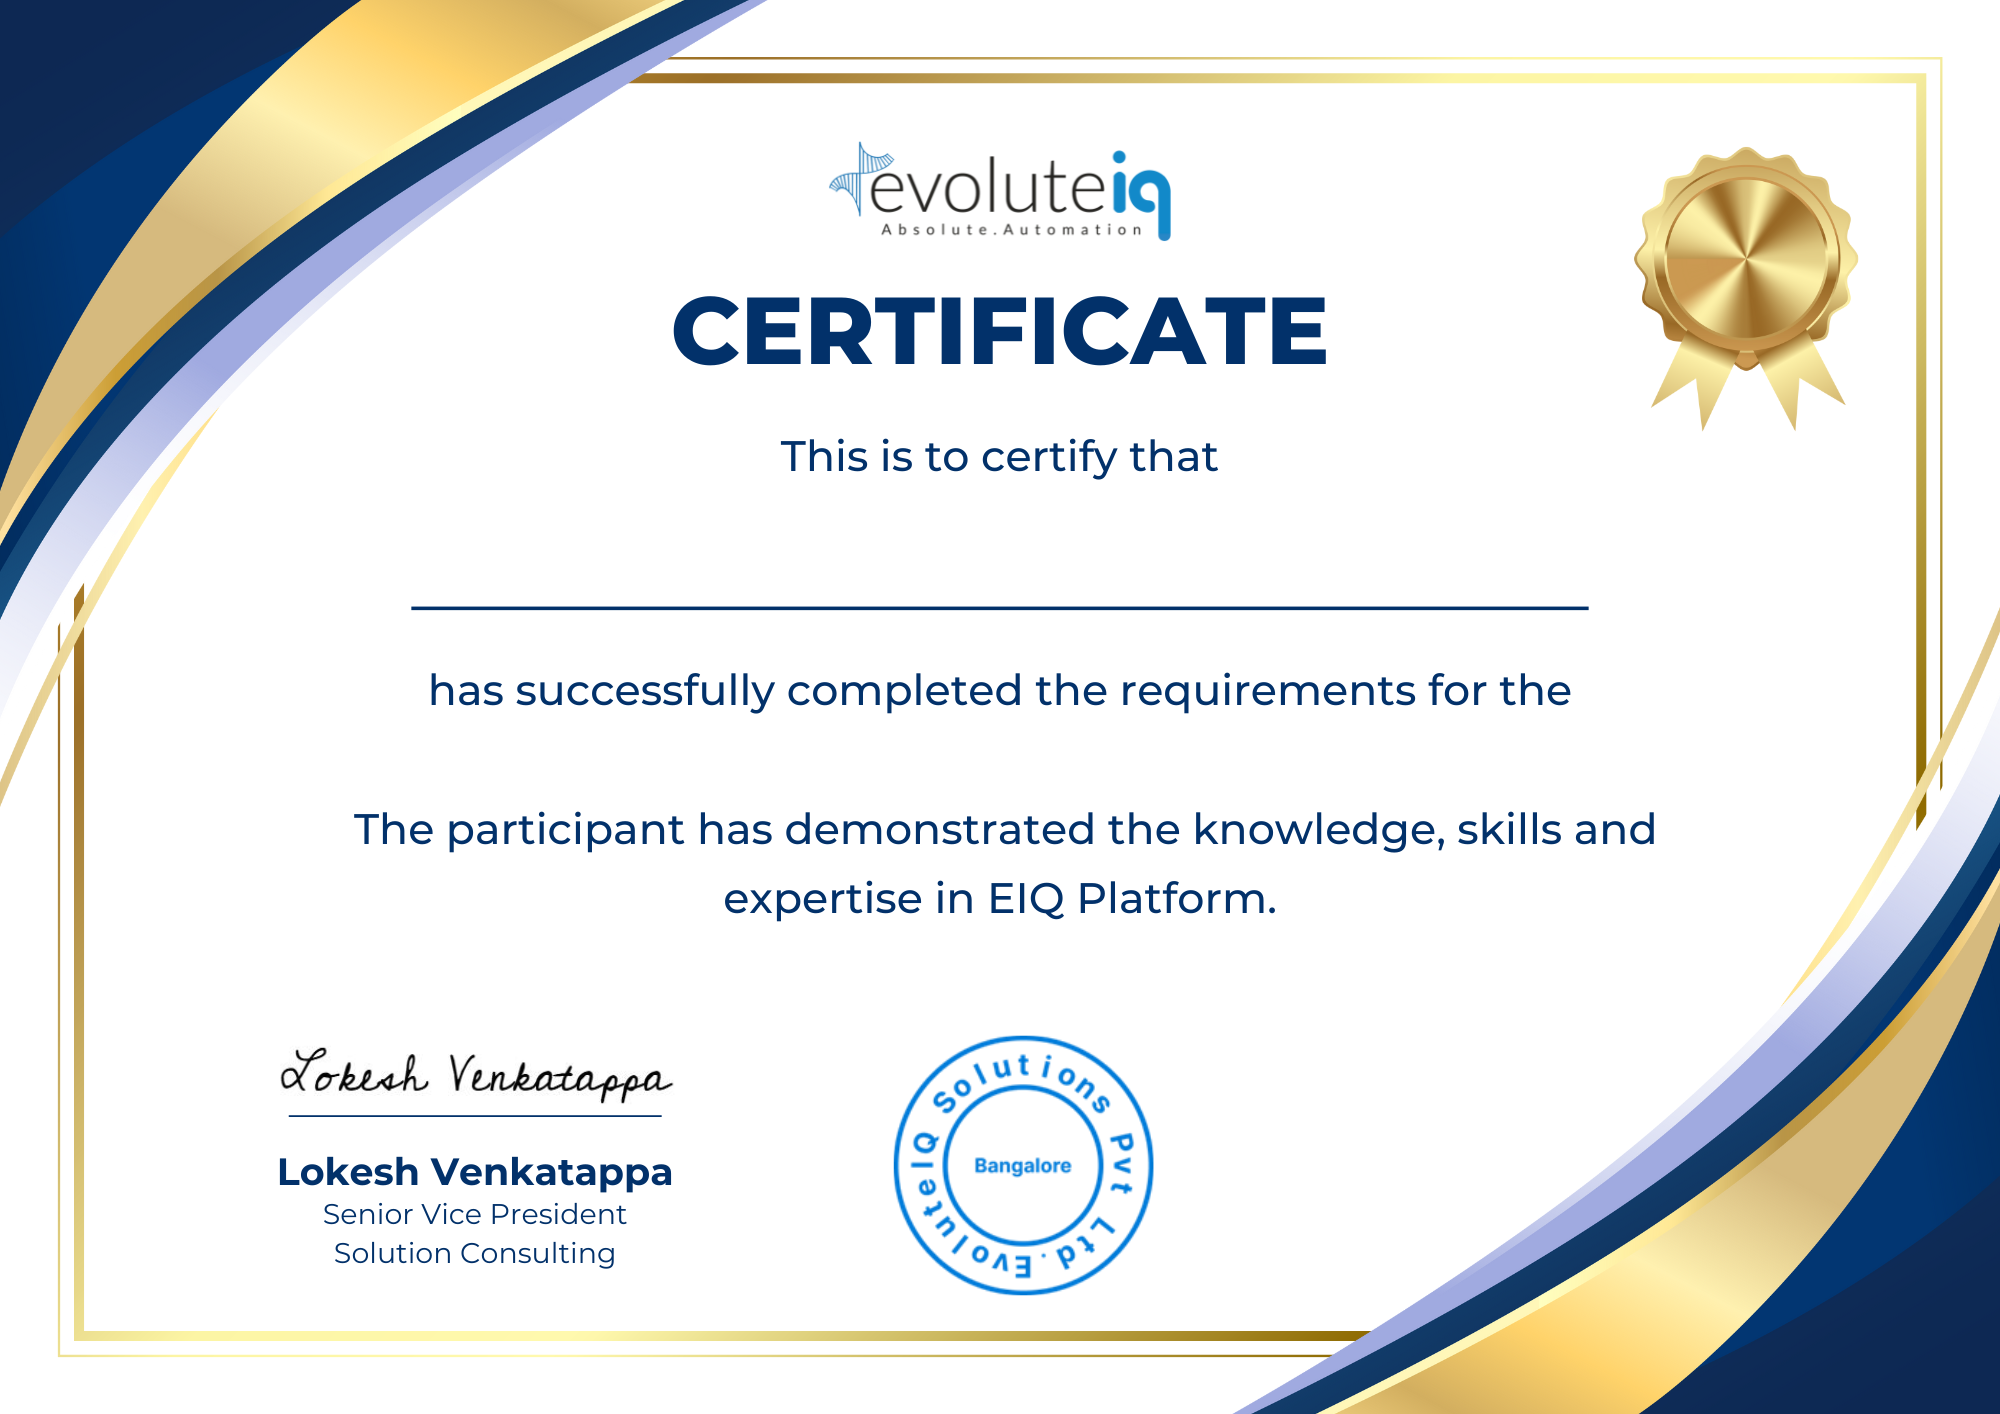 evoluteiq
Absolute.Automation
CERTIFICATE
This is to certify that
has successfully completed the requirements for the
The participant has demonstrated the knowledge, skills and
expertise in EIQ Platform.
Lokesh Venkatappa
Lokesh Venkatappa
Senior Vice President
Solution Consulting
EvoluteIQ Solutions Pvt Ltd.
Bangalore